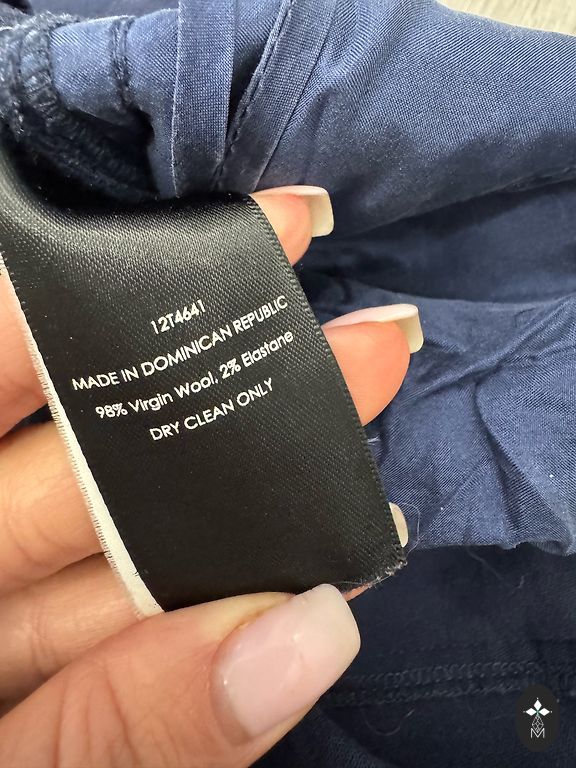 12T4641
MADE IN DOMINICAN REPUBLIC
98% Virgin Wool, 2% Elastane
DRY CLEAN ONLY
M